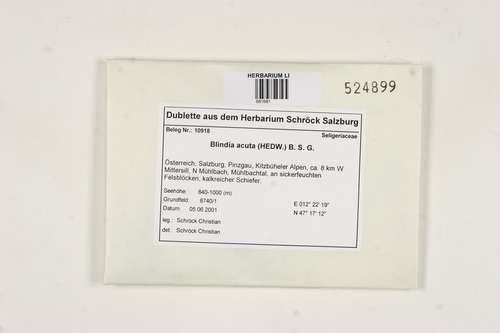 HERBARIUM LI
681681
524899
Dublette aus dem Herbarium Schröck Salzburg
Beleg Nr.: 10918
Seligeriaceae
Blindia acuta (HEDW.) B. S. G.
Österreich, Salzburg, Pinzgau, Kitzbüheler Alpen, ca. 8 km W
Mittersill, N Mühlbach, Mühlbachtal, an sickerfeuchten
Felsblöcken, kalkreicher Schiefer.
Seehöhe: 840-1000 (m)
Grundfeld: 8740/1
Datum: 05.06.2001
E 012° 22' 19"
N 47° 17' 12"
leg.: Schröck Christian
det.: Schröck Christian